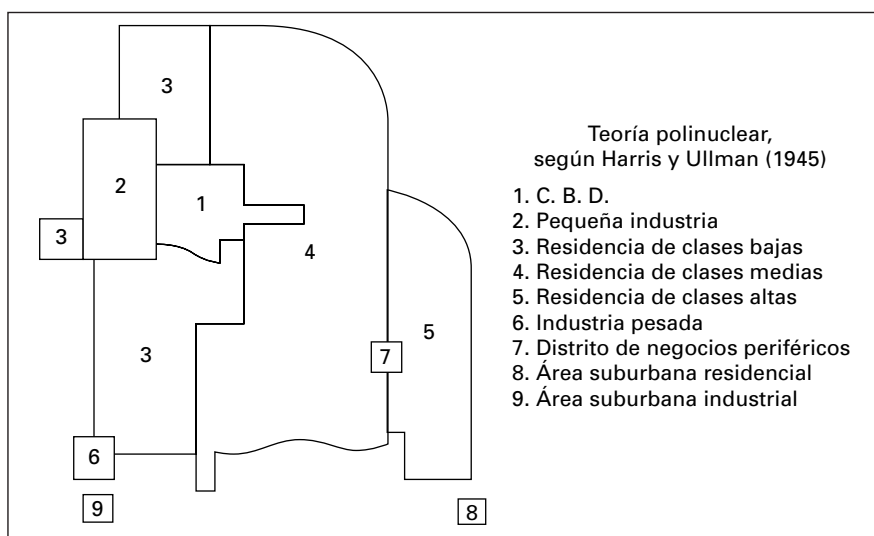 3
2
1
3
4
5
3
7
6
9
8
Teoría polinuclear,
según Harris y Ullman (1945)
1. C. B. D.
2. Pequeña industria
3. Residencia de clases bajas
4. Residencia de clases medias
5. Residencia de clases altas
6. Industria pesada
7. Distrito de negocios periféricos
8. Área suburbana residencial
9. Área suburbana industrial